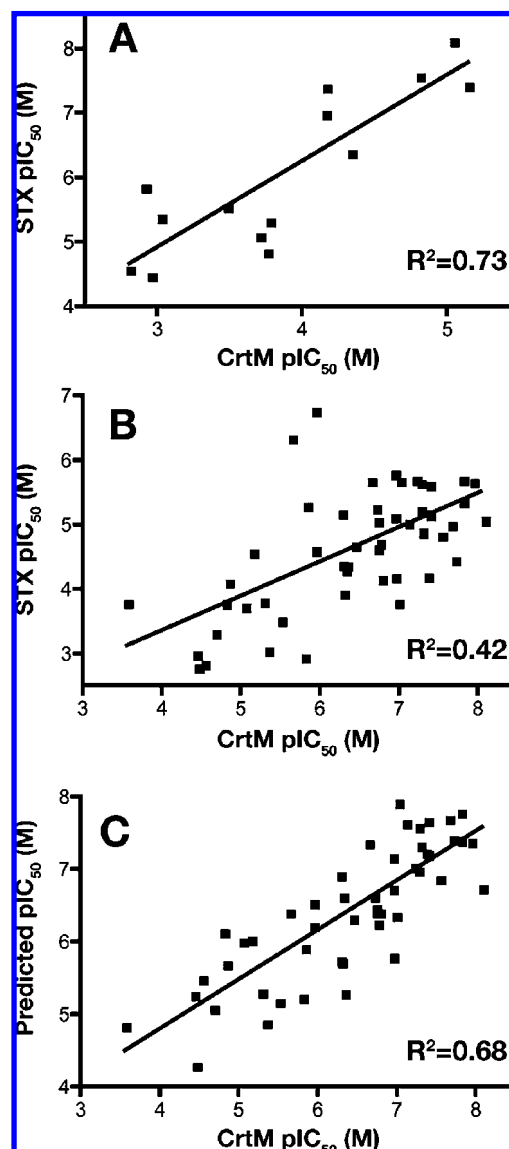 A
8
7
6
5
4
STX pIC₅₀ (M)
R²=0.73
3 4 5
CrtM pIC₅₀ (M)
B
7
6
5
4
3
STX pIC₅₀ (M)
R²=0.42
3 4 5 6 7 8
CrtM pIC₅₀ (M)
C
8
7
6
5
4
Predicted pIC₅₀ (M)
R²=0.68
3 4 5 6 7 8
CrtM pIC₅₀ (M)